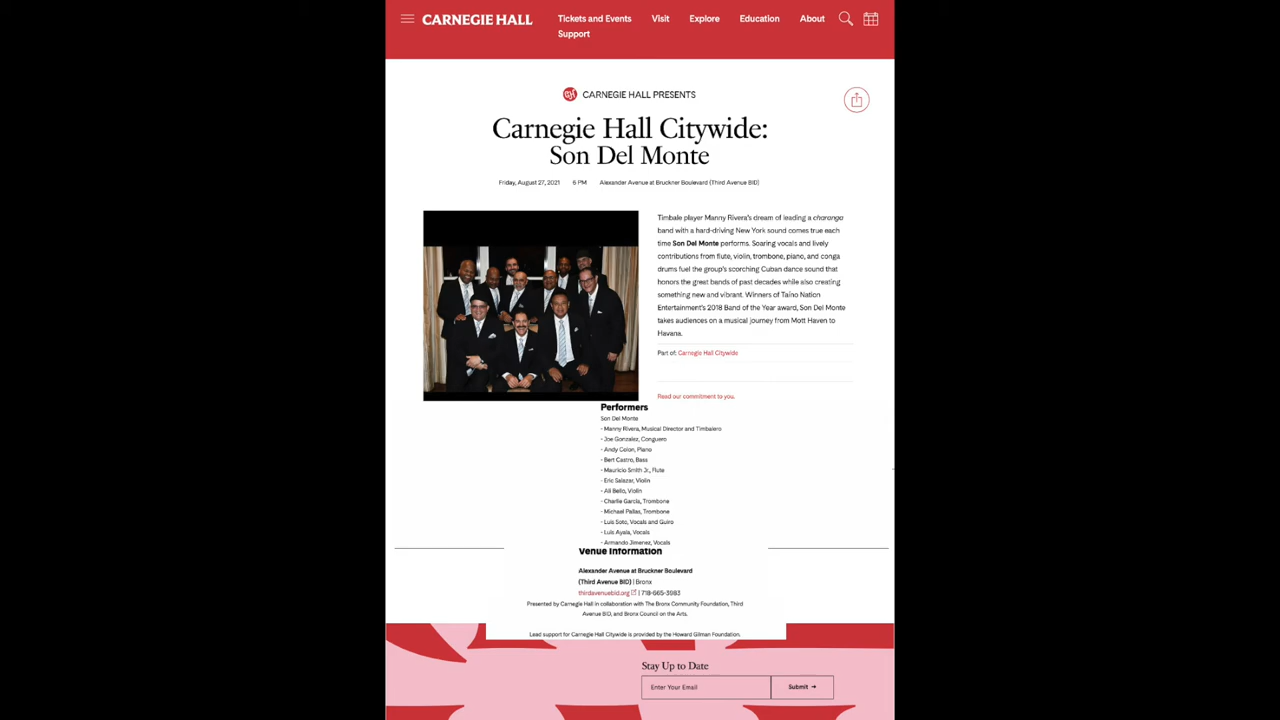 CARNEGIE HALL
Tickets and Events Visit Explore Education About
Support
CARNEGIE HALL PRESENTS
Carnegie Hall Citywide:
Son Del Monte
Friday, August 27, 2021 6 PM Alexander Avenue at Bruckner Boulevard (Third Avenue BID)
Timbale player Manny Rivera's dream of leading a charanga
band with a hard-driving New York sound comes true each
time Son Del Monte performs. Soaring vocals and lively
contributions from flute, violin, trombone, piano, and conga
drums fuel the group's scorching Cuban dance sound that
honors the great bands of past decades while also creating
something new and vibrant. Winners of Taíno Nation
Entertainment's 2018 Band of the Year award, Son Del Monte
takes audiences on a musical journey from Mott Haven to
Havana.
Part of: Carnegie Hall Citywide
Read our commitment to you.
Performers
Son Del Monte
- Manny Rivera, Musical Director and Timbalero
- Joe Gonzalez, Conguero
- Andy Colon, Piano
- Bert Castro, Bass
- Mauricio Smith Jr., Flute
- Eric Salazar, Violin
- Ali Bello, Violin
- Charlie García, Trombone
- Michael Pallas, Trombone
- Luis Soto, Vocals and Guiro
- Luis Ayala, Vocals
- Armando Jimenez, Vocals
Venue Information
Alexander Avenue at Bruckner Boulevard
(Third Avenue BID) | Bronx
thirdavenuebid.org | 718-665-3983
Presented by Carnegie Hall in collaboration with The Bronx Community Foundation, Third
Avenue BID, and Bronx Council on the Arts.
Lead support for Carnegie Hall Citywide is provided by the Howard Gilman Foundation.
Stay Up to Date
Enter Your Email Submit →